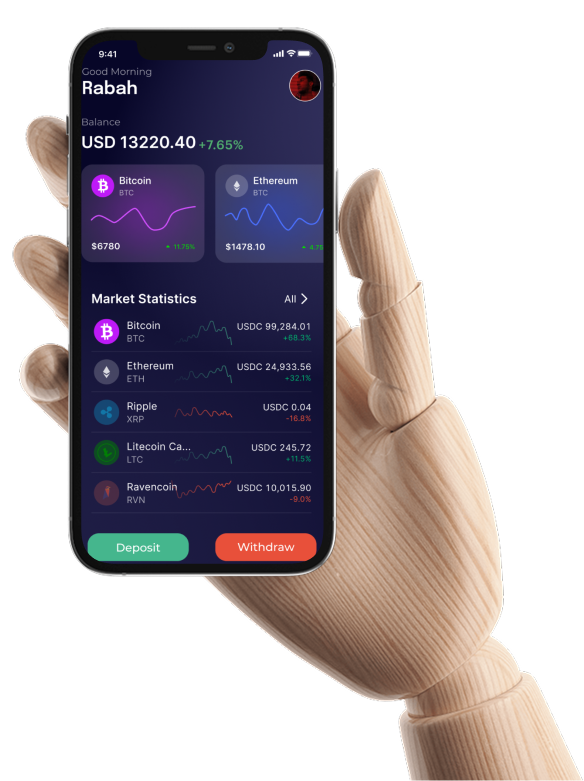 9:41
Good Morning
Rabah
Balance
USD 13220.40 +7.65%
Bitcoin
BTC
$6780
11.75%
Ethereum
BTC
$1478.10
4.75
Market Statistics
All
Bitcoin
BTC
USDC 99,284.01
+68.3%
Ethereum
ETH
USDC 24,933.56
+32.1%
Ripple
XRP
USDC 0.04
-16.8%
Litecoin Ca...
LTC
USDC 245.72
+11.5%
Ravencoin
RVN
USDC 10,015.90
-9.0%
Deposit
Withdraw